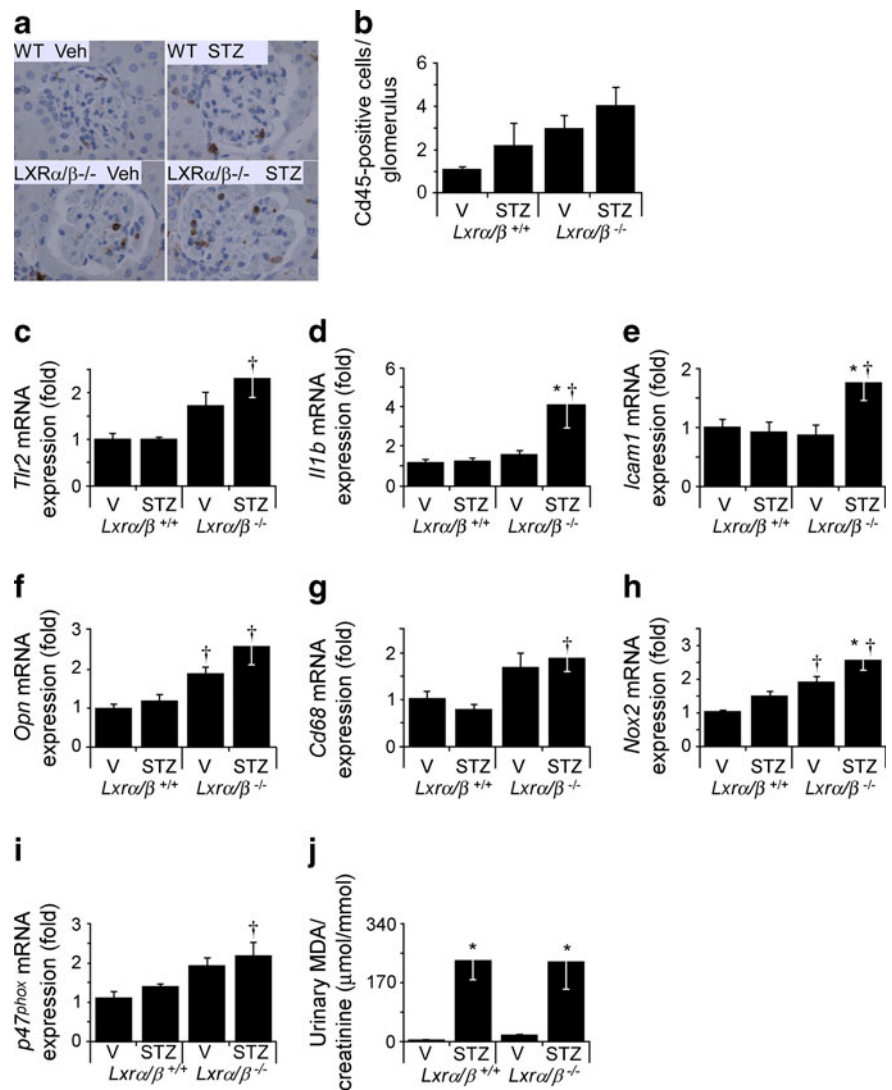 a
WT Veh
WT STZ
LXRα/β-/- Veh
LXRα/β-/- STZ
b
Cd45-positive cells/
glomerulus
6
4
2
0
V STZ V STZ
Lxrα/β +/+ Lxrα/β -/-
c
Tlr2 mRNA
expression (fold)
2
1
0
†
V STZ V STZ
Lxrα/β +/+ Lxrα/β -/-
d
Il1b mRNA
expression (fold)
6
4
2
0
* †
V STZ V STZ
Lxrα/β +/+ Lxrα/β -/-
e
Icam1 mRNA
expression (fold)
2
1
0
* †
V STZ V STZ
Lxrα/β +/+ Lxrα/β -/-
f
Opn mRNA
expression (fold)
3
2
1
0
† †
V STZ V STZ
Lxrα/β +/+ Lxrα/β -/-
g
Cd68 mRNA
expression (fold)
2
1
0
†
V STZ V STZ
Lxrα/β +/+ Lxrα/β -/-
h
Nox2 mRNA
expression (fold)
3
2
1
0
† * †
V STZ V STZ
Lxrα/β +/+ Lxrα/β -/-
i
p47phox mRNA
expression (fold)
3
2
1
0
†
V STZ V STZ
Lxrα/β +/+ Lxrα/β -/-
j
Urinary MDA/
creatinine (μmol/mmol)
340
170
0
* *
V STZ V STZ
Lxrα/β +/+ Lxrα/β -/-